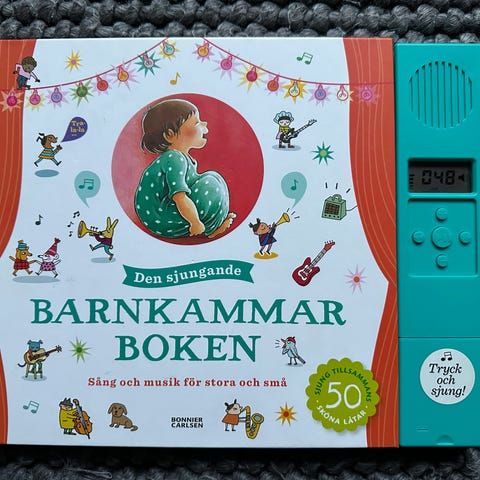 Tra-
la-la
048
Den sjungande
BARNKAMMAR
BOKEN
Sång och musik för stora och små
BONNIER
CARLSEN
SJUNG TILLSAMMANS
50
SKÖNA LÅTAR
Tryck
och
sjung!